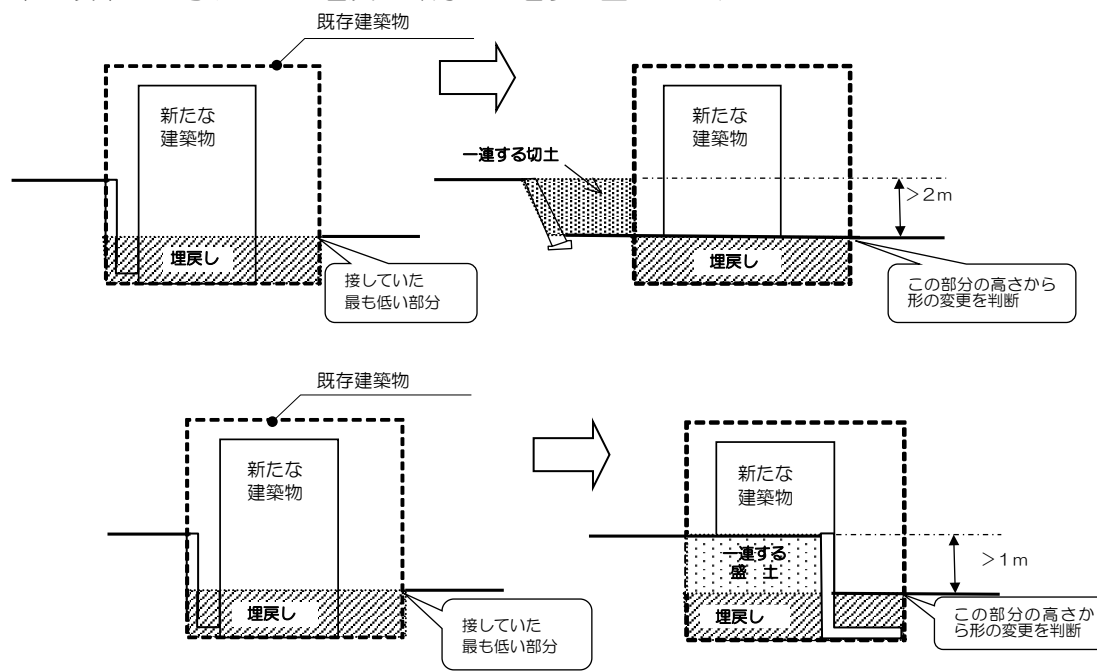 既存建築物
新たな
建築物
埋戻し
接していた
最も低い部分
新たな
建築物
一連する切土
>2m
埋戻し
この部分の高さから
形の変更を判断
既存建築物
新たな
建築物
埋戻し
接していた
最も低い部分
新たな
建築物
一連する
盛 土
>1m
埋戻し
この部分の高さか
ら形の変更を判断